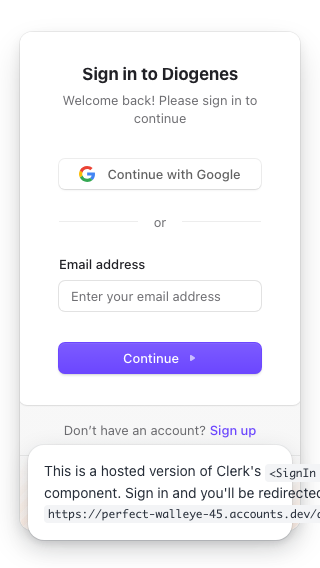 Sign in to Diogenes
Welcome back! Please sign in to
continue
Continue with Google
or
Email address
Enter your email address
Continue
Don’t have an account? Sign up
This is a hosted version of Clerk's <SignIn
component. Sign in and you'll be redirected
https://perfect-walleye-45.accounts.dev/